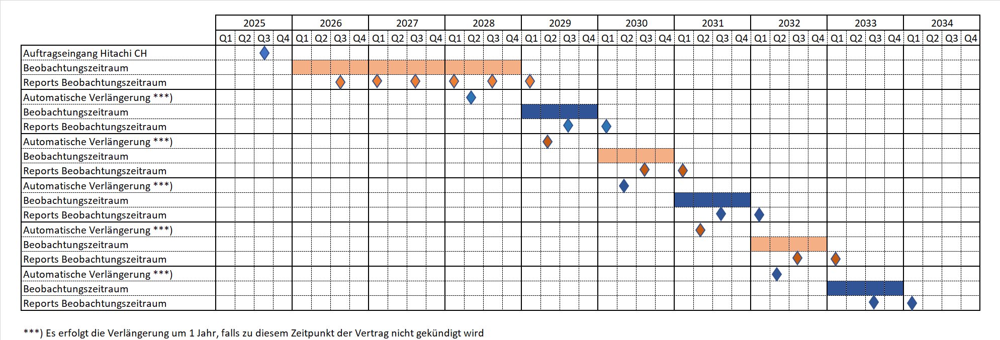 2025 2026 2027 2028 2029 2030 2031 2032 2033 2034
Q1 Q2 Q3 Q4 Q1 Q2 Q3 Q4 Q1 Q2 Q3 Q4 Q1 Q2 Q3 Q4 Q1 Q2 Q3 Q4 Q1 Q2 Q3 Q4 Q1 Q2 Q3 Q4 Q1 Q2 Q3 Q4 Q1 Q2 Q3 Q4 Q1 Q2 Q3 Q4
Auftragseingang Hitachi CH
Beobachtungszeitraum
Reports Beobachtungszeitraum
Automatische Verlängerung ***)
Beobachtungszeitraum
Reports Beobachtungszeitraum
Automatische Verlängerung ***)
Beobachtungszeitraum
Reports Beobachtungszeitraum
Automatische Verlängerung ***)
Beobachtungszeitraum
Reports Beobachtungszeitraum
Automatische Verlängerung ***)
Beobachtungszeitraum
Reports Beobachtungszeitraum
Automatische Verlängerung ***)
Beobachtungszeitraum
Reports Beobachtungszeitraum
***) Es erfolgt die Verlängerung um 1 Jahr, falls zu diesem Zeitpunkt der Vertrag nicht gekündigt wird